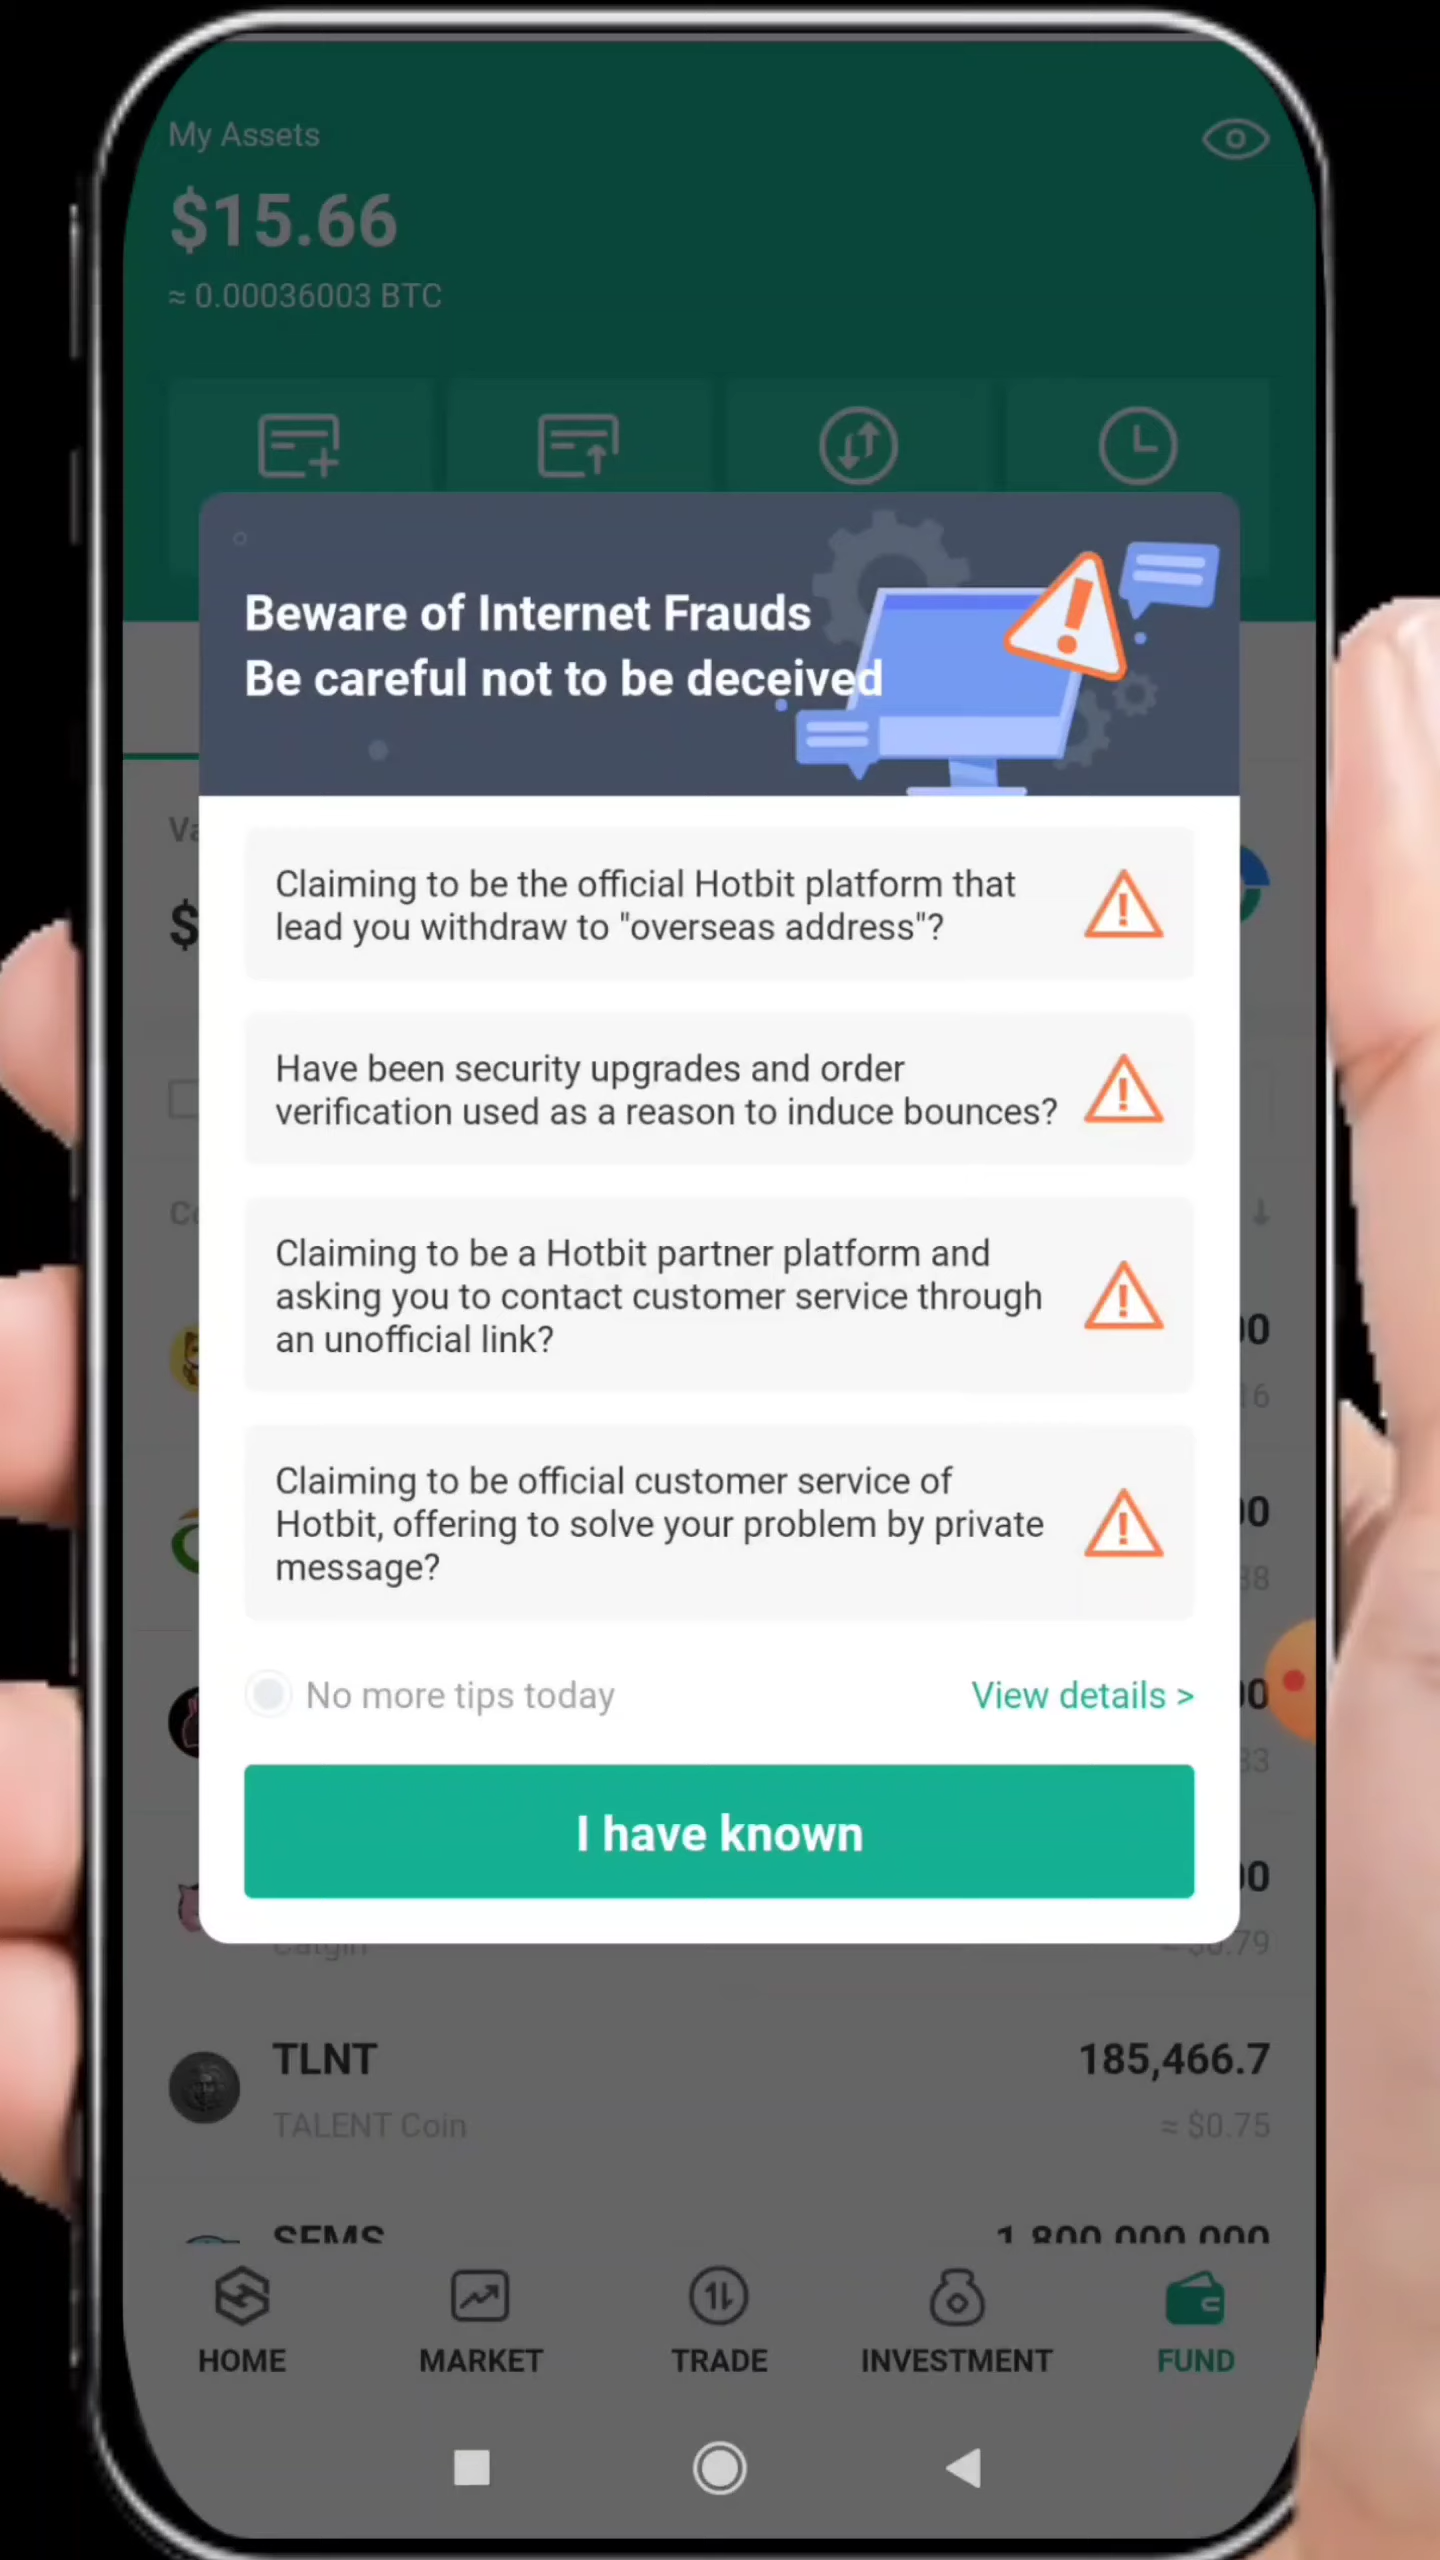 My Assets
$15.66
≈ 0.00036003 BTC
Beware of Internet Frauds
Be careful not to be deceived
Claiming to be the official Hotbit platform that
lead you withdraw to "overseas address"?
Have been security upgrades and order
verification used as a reason to induce bounces?
Claiming to be a Hotbit partner platform and
asking you to contact customer service through
an unofficial link?
Claiming to be official customer service of
Hotbit, offering to solve your problem by private
message?
No more tips today
View details >
I have known
TLNT
185,466.7
TALENT Coin
≈ $0.75
SFMS
1,800,000,000
HOME
MARKET
TRADE
INVESTMENT
FUND